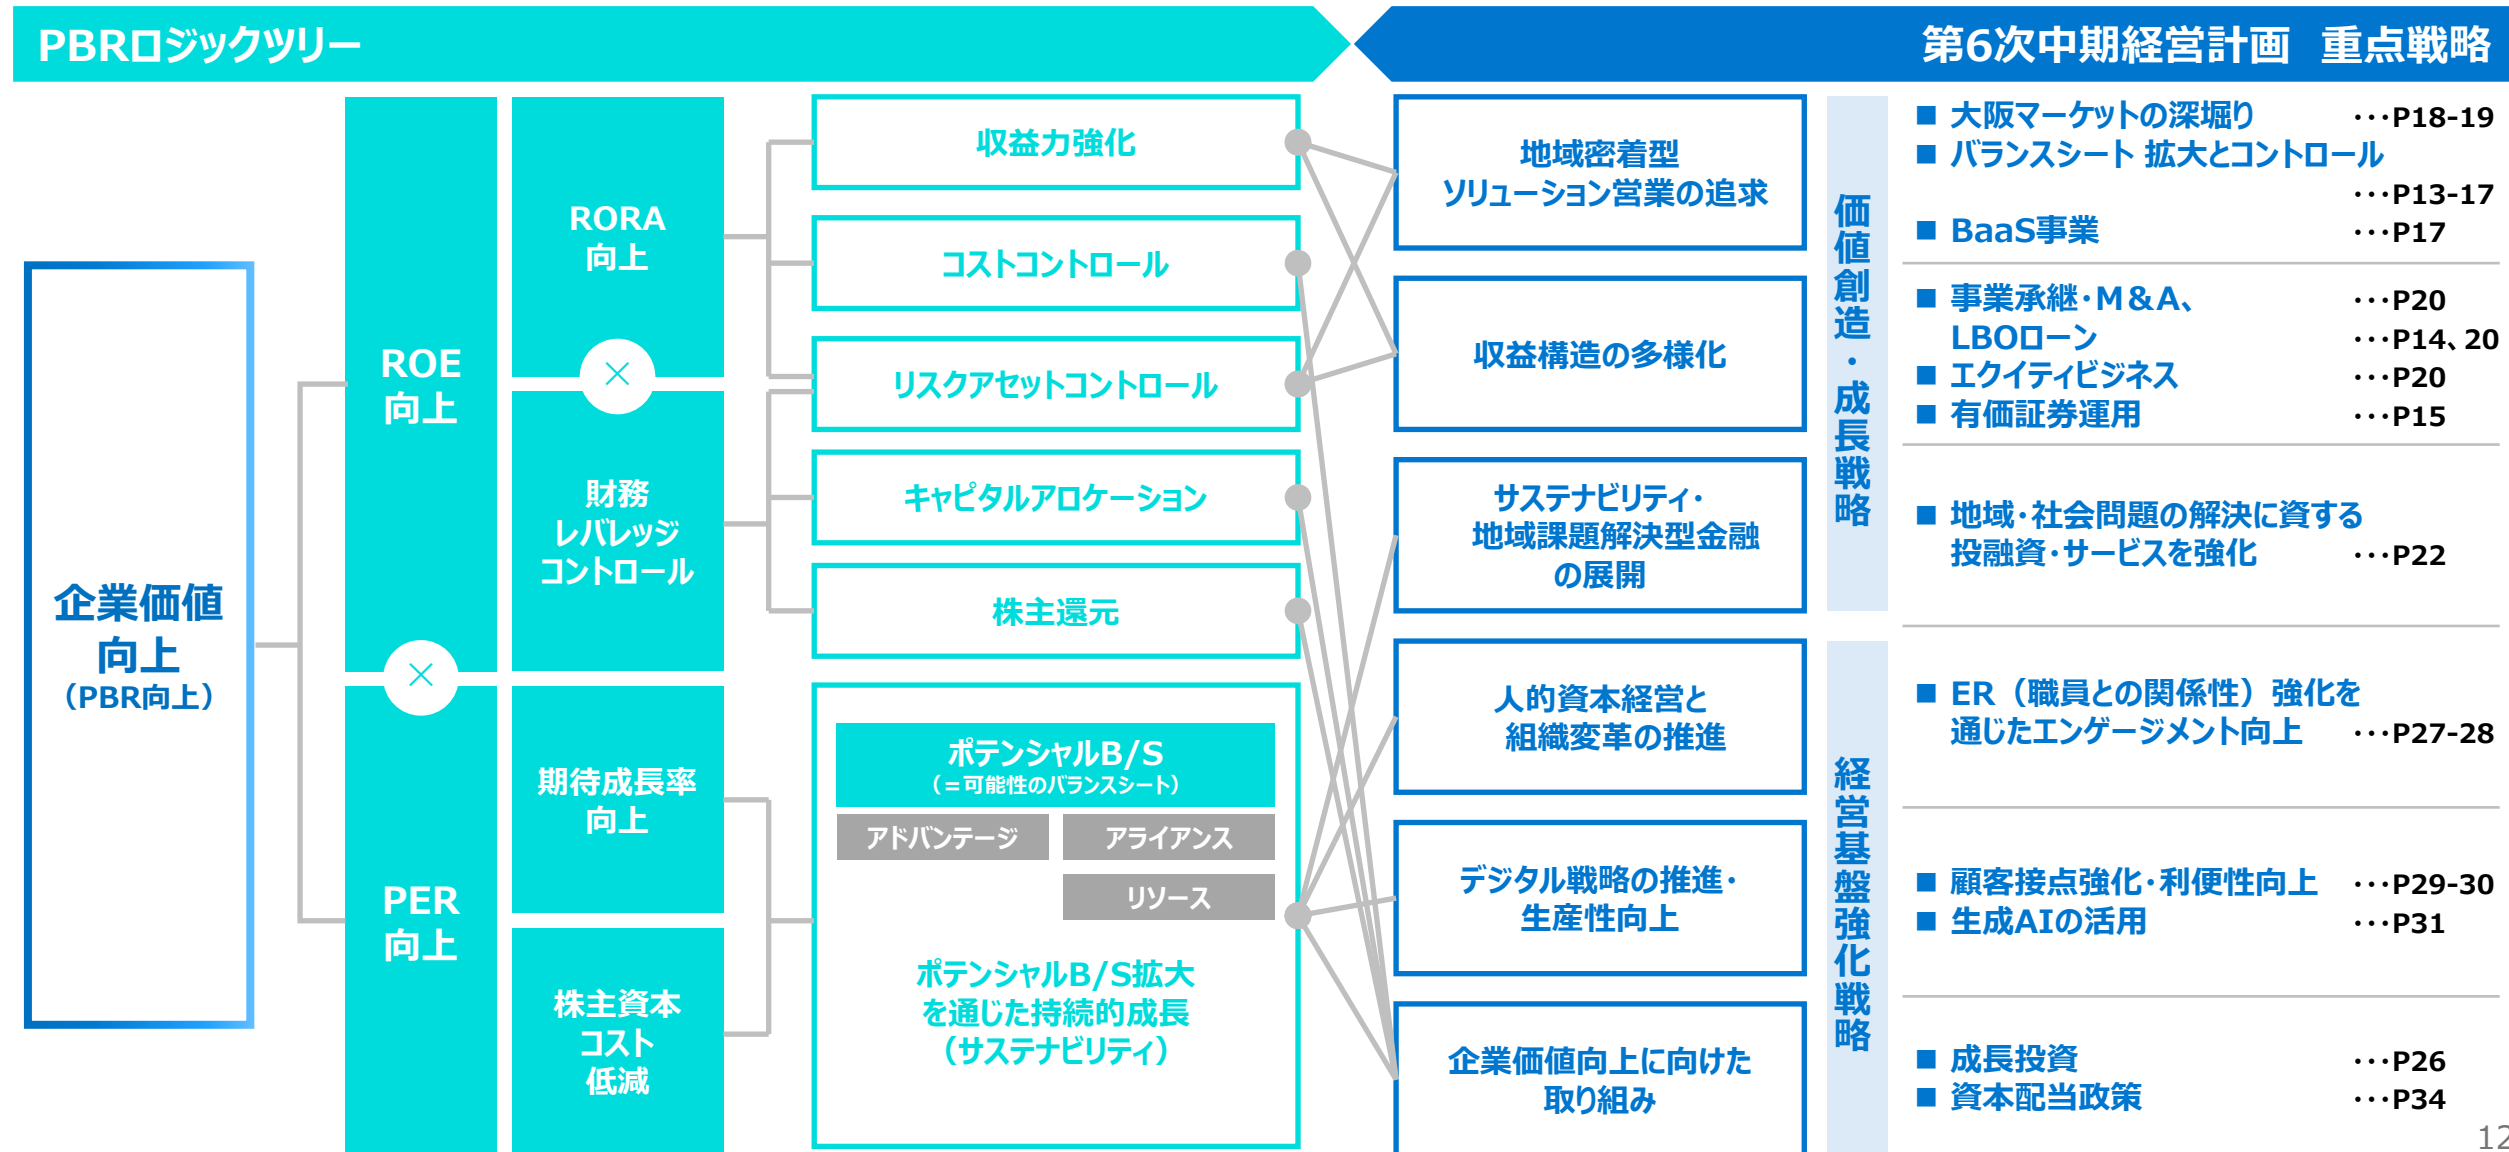 PBRロジックツリー
第6次中期経営計画　重点戦略
企業価値
向上
（PBR向上）
ROE
向上
×
PER
向上
RORA
向上
×
財務
レバレッジ
コントロール
期待成長率
向上
株主資本
コスト
低減
収益力強化
コストコントロール
リスクアセットコントロール
キャピタルアロケーション
株主還元
ポテンシャルB/S
（＝可能性のバランスシート）
アドバンテージ
アライアンス
リソース
ポテンシャルB/S拡大
を通じた持続的成長
（サステナビリティ）
地域密着型
ソリューション営業の追求
収益構造の多様化
サステナビリティ・
地域課題解決型金融
の展開
人的資本経営と
組織変革の推進
デジタル戦略の推進・
生産性向上
企業価値向上に向けた
取り組み
価値創造・成長戦略
経営基盤強化戦略
■ 大阪マーケットの深堀り …P18-19
■ バランスシート 拡大とコントロール
…P13-17
■ BaaS事業 …P17
■ 事業承継・M＆A、 …P20
LBOローン …P14、20
■ エクイティビジネス …P20
■ 有価証券運用 …P15
■ 地域・社会問題の解決に資する
投融資・サービスを強化 …P22
■ ER（職員との関係性）強化を
通じたエンゲージメント向上 …P27-28
■ 顧客接点強化・利便性向上 …P29-30
■ 生成AIの活用 …P31
■ 成長投資 …P26
■ 資本配当政策 …P34
12